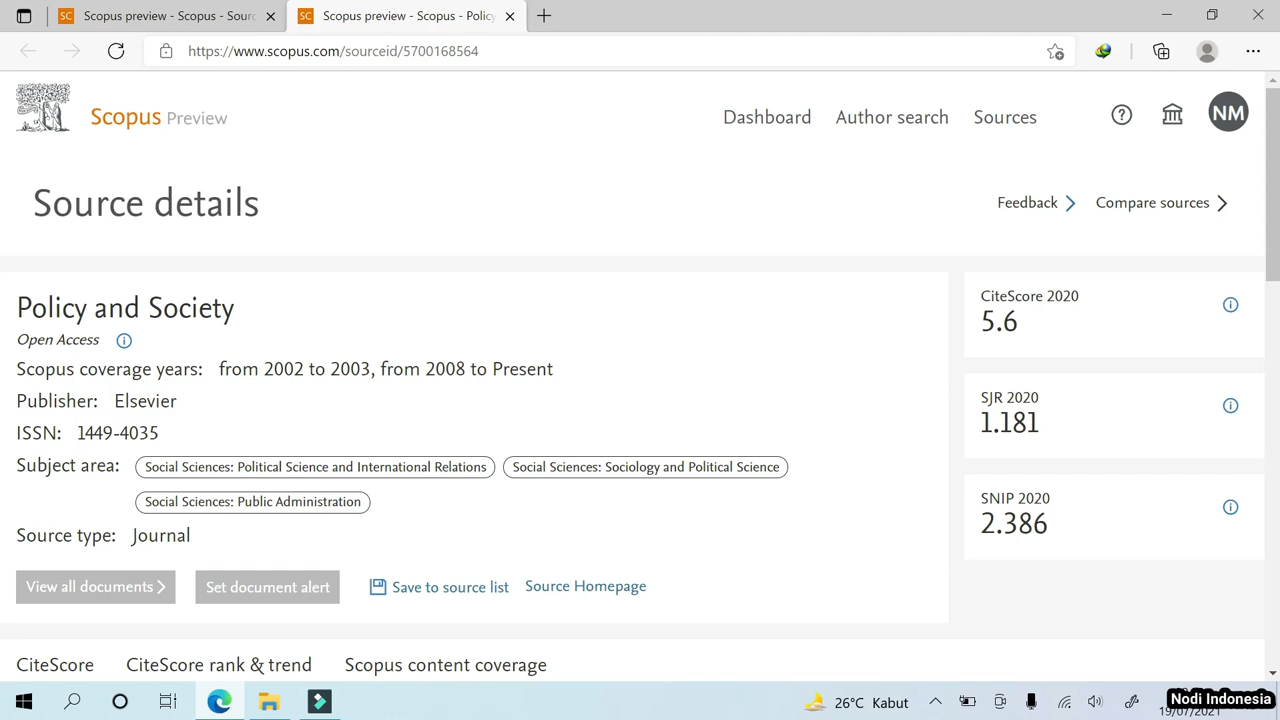 Scopus preview - Scopus - Sourc
Scopus preview - Scopus - Policy
https://www.scopus.com/sourceid/5700168564
Scopus Preview
Dashboard
Author search
Sources
NM
Source details
Feedback
Compare sources
Policy and Society
Open Access
Scopus coverage years: from 2002 to 2003, from 2008 to Present
Publisher: Elsevier
ISSN: 1449-4035
Subject area: Social Sciences: Political Science and International Relations Social Sciences: Sociology and Political Science
Social Sciences: Public Administration
Source type: Journal
View all documents
Set document alert
Save to source list
Source Homepage
CiteScore 2020
5.6
SJR 2020
1.181
SNIP 2020
2.386
CiteScore
CiteScore rank & trend
Scopus content coverage
26°C Kabut
Nodi Indonesia
19/07/2021